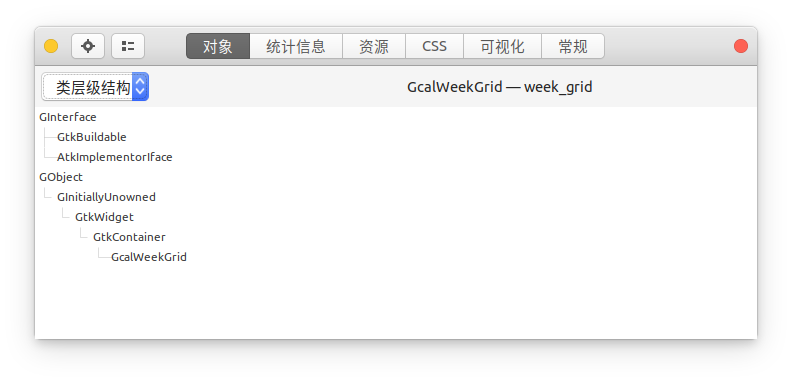 对象 统计信息 资源 CSS 可视化 常规
类层级结构 GcalWeekGrid — week_grid
GInterface
GtkBuildable
AtkImplementorIface
GObject
GInitiallyUnowned
GtkWidget
GtkContainer
GcalWeekGrid